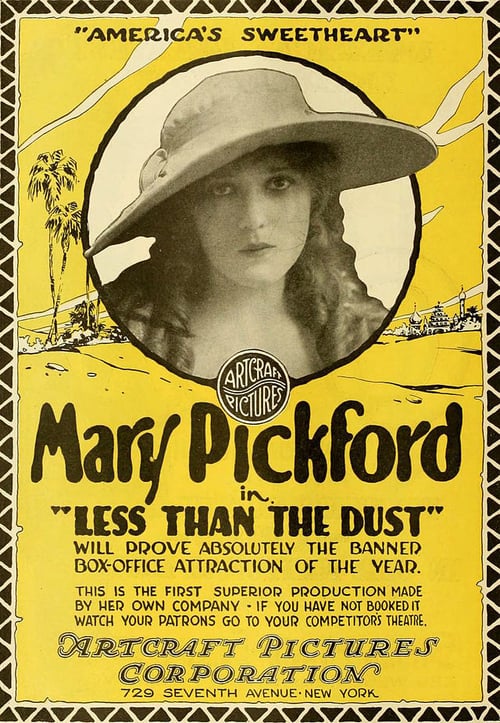 "AMERICA'S SWEETHEART"
ARTCRAFT
PICTURES
Mary Pickford
in
"LESS THAN THE DUST"
WILL PROVE ABSOLUTELY THE BANNER
BOX-OFFICE ATTRACTION OF THE YEAR.
THIS IS THE FIRST SUPERIOR PRODUCTION MADE
BY HER OWN COMPANY · IF YOU HAVE NOT BOOKED IT
WATCH YOUR PATRONS GO TO YOUR COMPETITOR'S THEATRE.
ARTCRAFT PICTURES
CORPORATION
729 SEVENTH AVENUE · NEW YORK